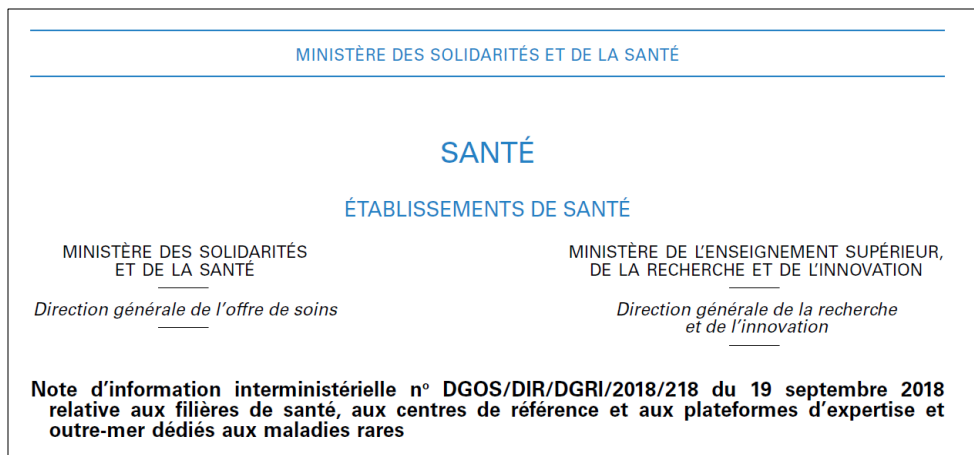 MINISTÈRE DES SOLIDARITÉS ET DE LA SANTÉ
SANTÉ
ÉTABLISSEMENTS DE SANTÉ
MINISTÈRE DES SOLIDARITÉS
ET DE LA SANTÉ
Direction générale de l’offre de soins
MINISTÈRE DE L’ENSEIGNEMENT SUPÉRIEUR,
DE LA RECHERCHE ET DE L’INNOVATION
Direction générale de la recherche
et de l’innovation
Note d’information interministérielle nº DGOS/DIR/DGRI/2018/218 du 19 septembre 2018
relative aux filières de santé, aux centres de référence et aux plateformes d’expertise et
outre-mer dédiés aux maladies rares